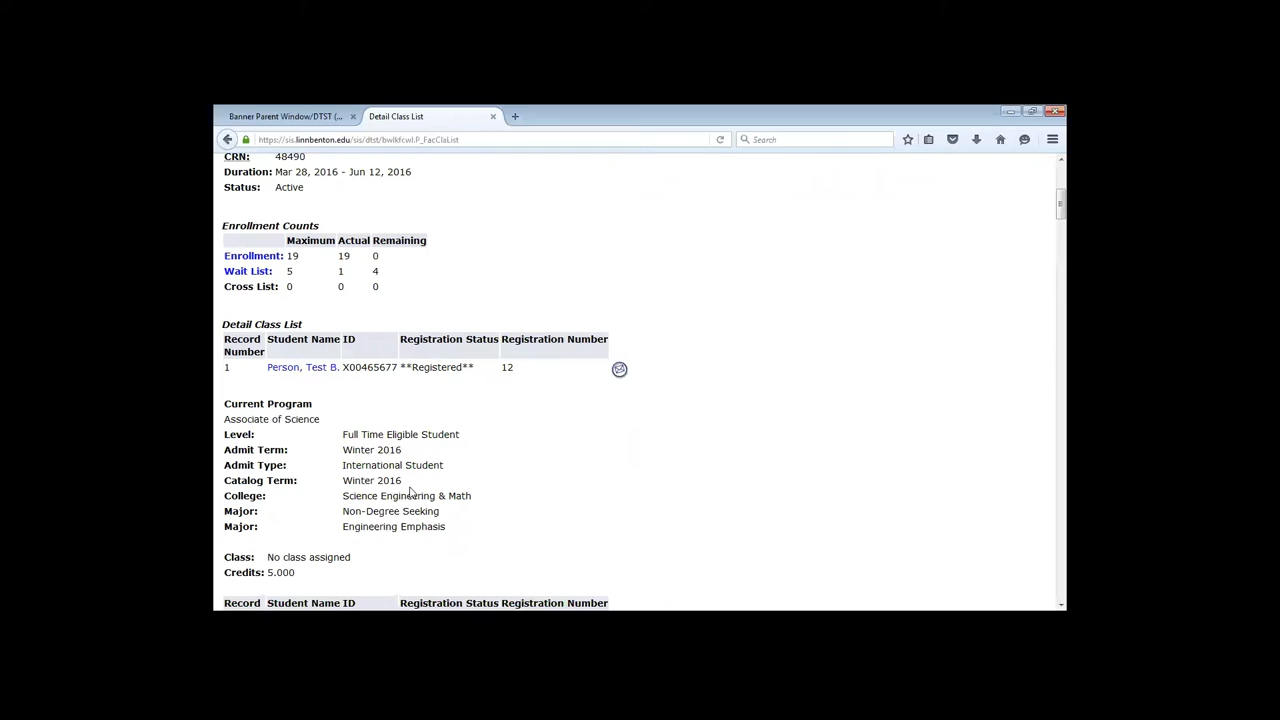 Banner Parent Window/DTST (...
Detail Class List
https://sis.linnbenton.edu/sis/dtst/bwlkfcwl.P_FacClaList
Search
CRN: 48490
Duration: Mar 28, 2016 - Jun 12, 2016
Status: Active
Enrollment Counts
Maximum Actual Remaining
Enrollment: 19 19 0
Wait List: 5 1 4
Cross List: 0 0 0
Detail Class List
Record Number Student Name ID Registration Status Registration Number
1 Person, Test B. X00465677 **Registered** 12
Current Program
Associate of Science
Level: Full Time Eligible Student
Admit Term: Winter 2016
Admit Type: International Student
Catalog Term: Winter 2016
College: Science Engineering & Math
Major: Non-Degree Seeking
Major: Engineering Emphasis
Class: No class assigned
Credits: 5.000
Record Student Name ID Registration Status Registration Number